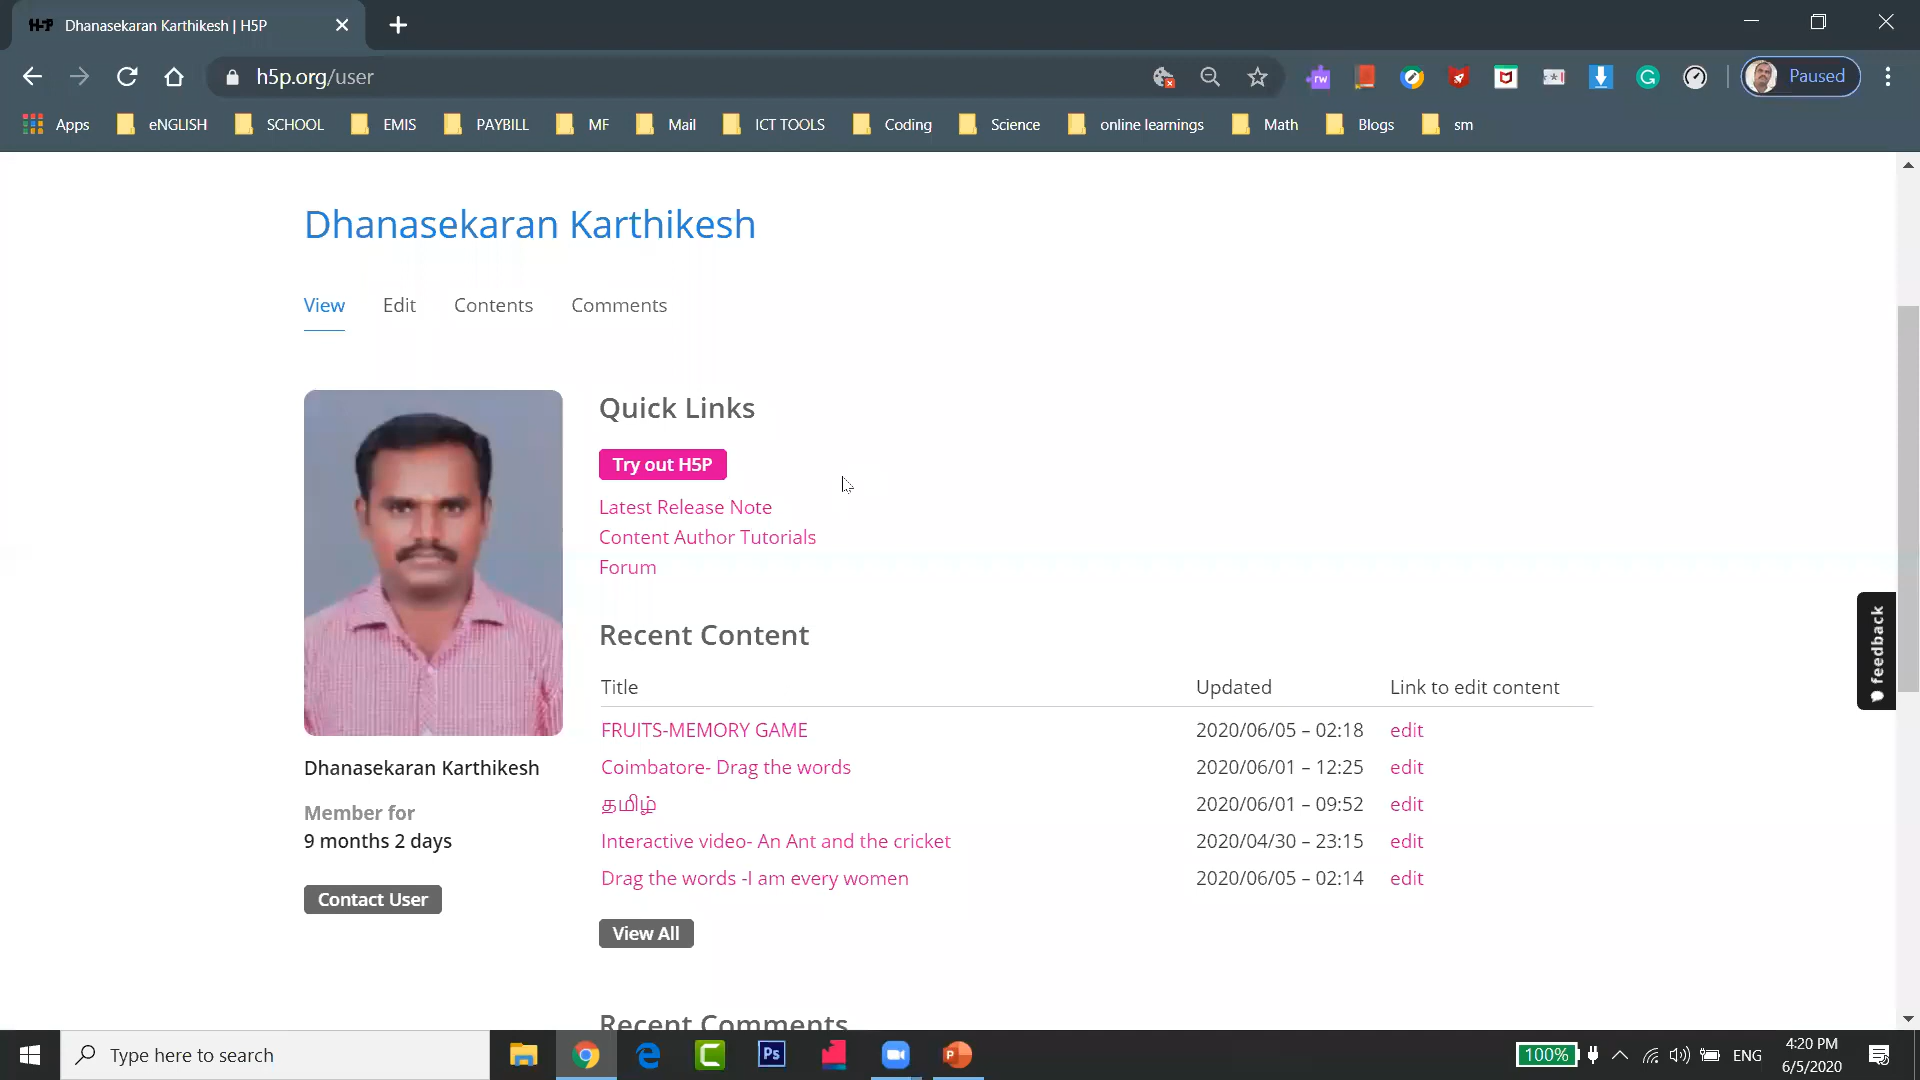 H5P Dhanasekaran Karthikesh | H5P
h5p.org/user
rw
G
Paused
Apps eNGLISH SCHOOL EMIS PAYBILL MF Mail ICT TOOLS Coding Science online learnings Math Blogs sm
Dhanasekaran Karthikesh
View Edit Contents Comments
Quick Links
Try out H5P
Latest Release Note
Content Author Tutorials
Forum
feedback
Recent Content
Title Updated Link to edit content
FRUITS-MEMORY GAME 2020/06/05 – 02:18 edit
Coimbatore- Drag the words 2020/06/01 – 12:25 edit
தமிழ் 2020/06/01 – 09:52 edit
Interactive video- An Ant and the cricket 2020/04/30 – 23:15 edit
Drag the words -I am every women 2020/06/05 – 02:14 edit
View All
Dhanasekaran Karthikesh
Member for
9 months 2 days
Contact User
Recent Comments
Type here to search
Ps
P
100%
ENG
4:20 PM
6/5/2020